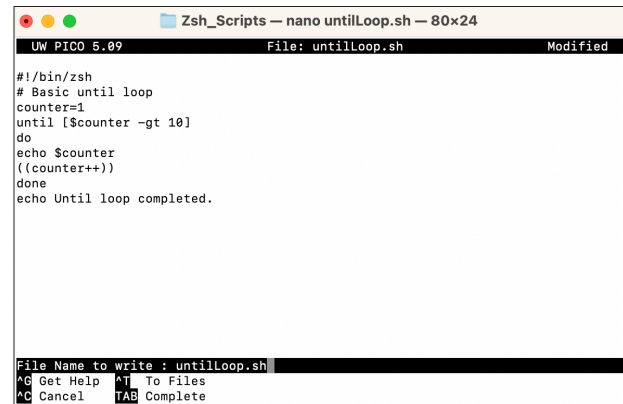 Zsh_Scripts — nano untilLoop.sh — 80×24
UW PICO 5.09 File: untilLoop.sh Modified
#!/bin/zsh
# Basic until loop
counter=1
until [$counter -gt 10]
do
echo $counter
((counter++))
done
echo Until loop completed.
File Name to write : untilLoop.sh
^G Get Help ^T To Files
^C Cancel TAB Complete